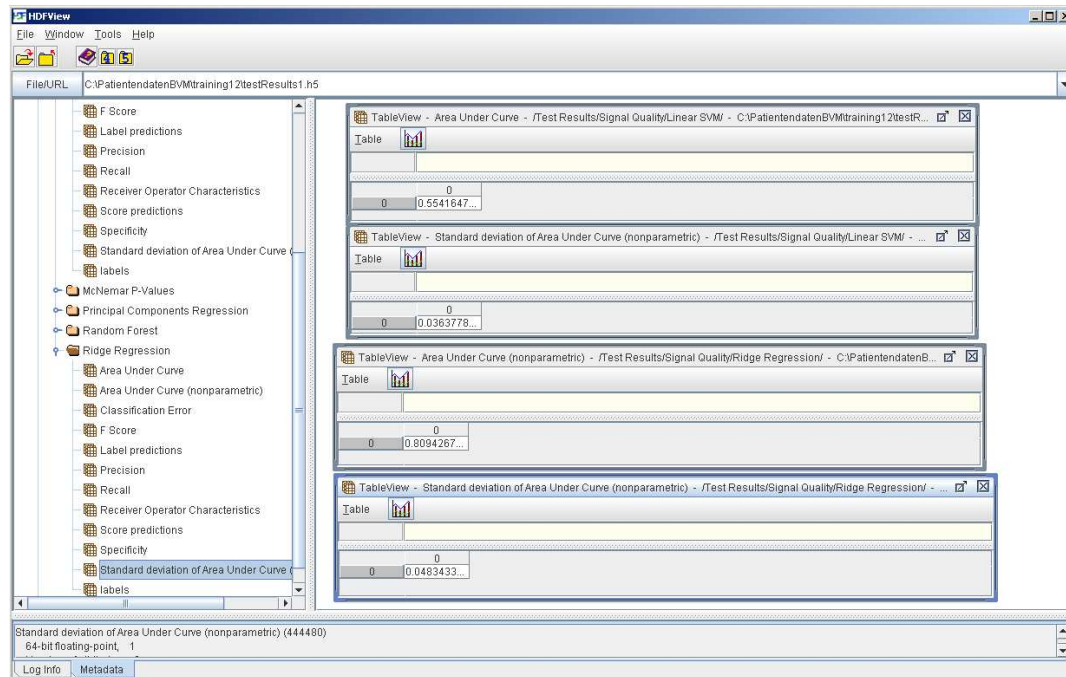 HDFView
File Window Tools Help
File/URL C:\PatientendatenBVM\training12\testResults1.h5
F Score
Label predictions
Precision
Recall
Receiver Operator Characteristics
Score predictions
Specificity
Standard deviation of Area Under Curve (
labels
McNemar P-Values
Principal Components Regression
Random Forest
Ridge Regression
Area Under Curve
Area Under Curve (nonparametric)
Classification Error
F Score
Label predictions
Precision
Recall
Receiver Operator Characteristics
Score predictions
Specificity
Standard deviation of Area Under Curve (
labels
TableView - Area Under Curve - /Test Results/Signal Quality/Linear SVM/ - C:\PatientendatenBVM\training12\testR...
Table
0
0 0.5541647...
TableView - Standard deviation of Area Under Curve (nonparametric) - /Test Results/Signal Quality/Linear SVM/ - ...
Table
0
0 0.0363778...
TableView - Area Under Curve (nonparametric) - /Test Results/Signal Quality/Ridge Regression/ - C:\PatientendatenB...
Table
0
0 0.8094267...
TableView - Standard deviation of Area Under Curve (nonparametric) - /Test Results/Signal Quality/Ridge Regression/ - ...
Table
0
0 0.0483433...
Standard deviation of Area Under Curve (nonparametric) (444480)
64-bit floating-point, 1
Log Info Metadata